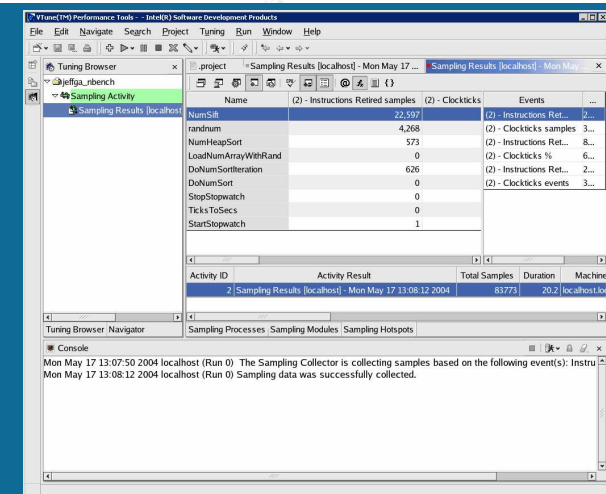 VTune(TM) Performance Tools - - Intel(R) Software Development Products
File Edit Navigate Search Project Tuning Run Window Help
Tuning Browser
jeffga_nbench
Sampling Activity
Sampling Results [localhost
.project
Sampling Results [localhost] - Mon May 17 ...
Sampling Results [localhost] - Mon May ...
Name (2) - Instructions Retired samples (2) - Clockticks
NumSift 22,597
randnum 4,268
NumHeapSort 573
LoadNumArrayWithRand 0
DoNumSortIteration 626
DoNumSort 0
StopStopwatch 0
TicksToSecs 0
StartStopwatch 1
Events ...
(2) - Instructions Ret... 2...
(2) - Clockticks samples 3...
(2) - Instructions Ret... 8...
(2) - Clockticks % 6...
(2) - Instructions Ret... 2...
(2) - Clockticks events 3...
Activity ID Activity Result Total Samples Duration Machine
2 Sampling Results [localhost] - Mon May 17 13:08:12 2004 83773 20.2 localhost.lo
Tuning Browser Navigator
Sampling Processes Sampling Modules Sampling Hotspots
Console
Mon May 17 13:07:50 2004 localhost (Run 0) The Sampling Collector is collecting samples based on the following event(s): Instru
Mon May 17 13:08:12 2004 localhost (Run 0) Sampling data was successfully collected.